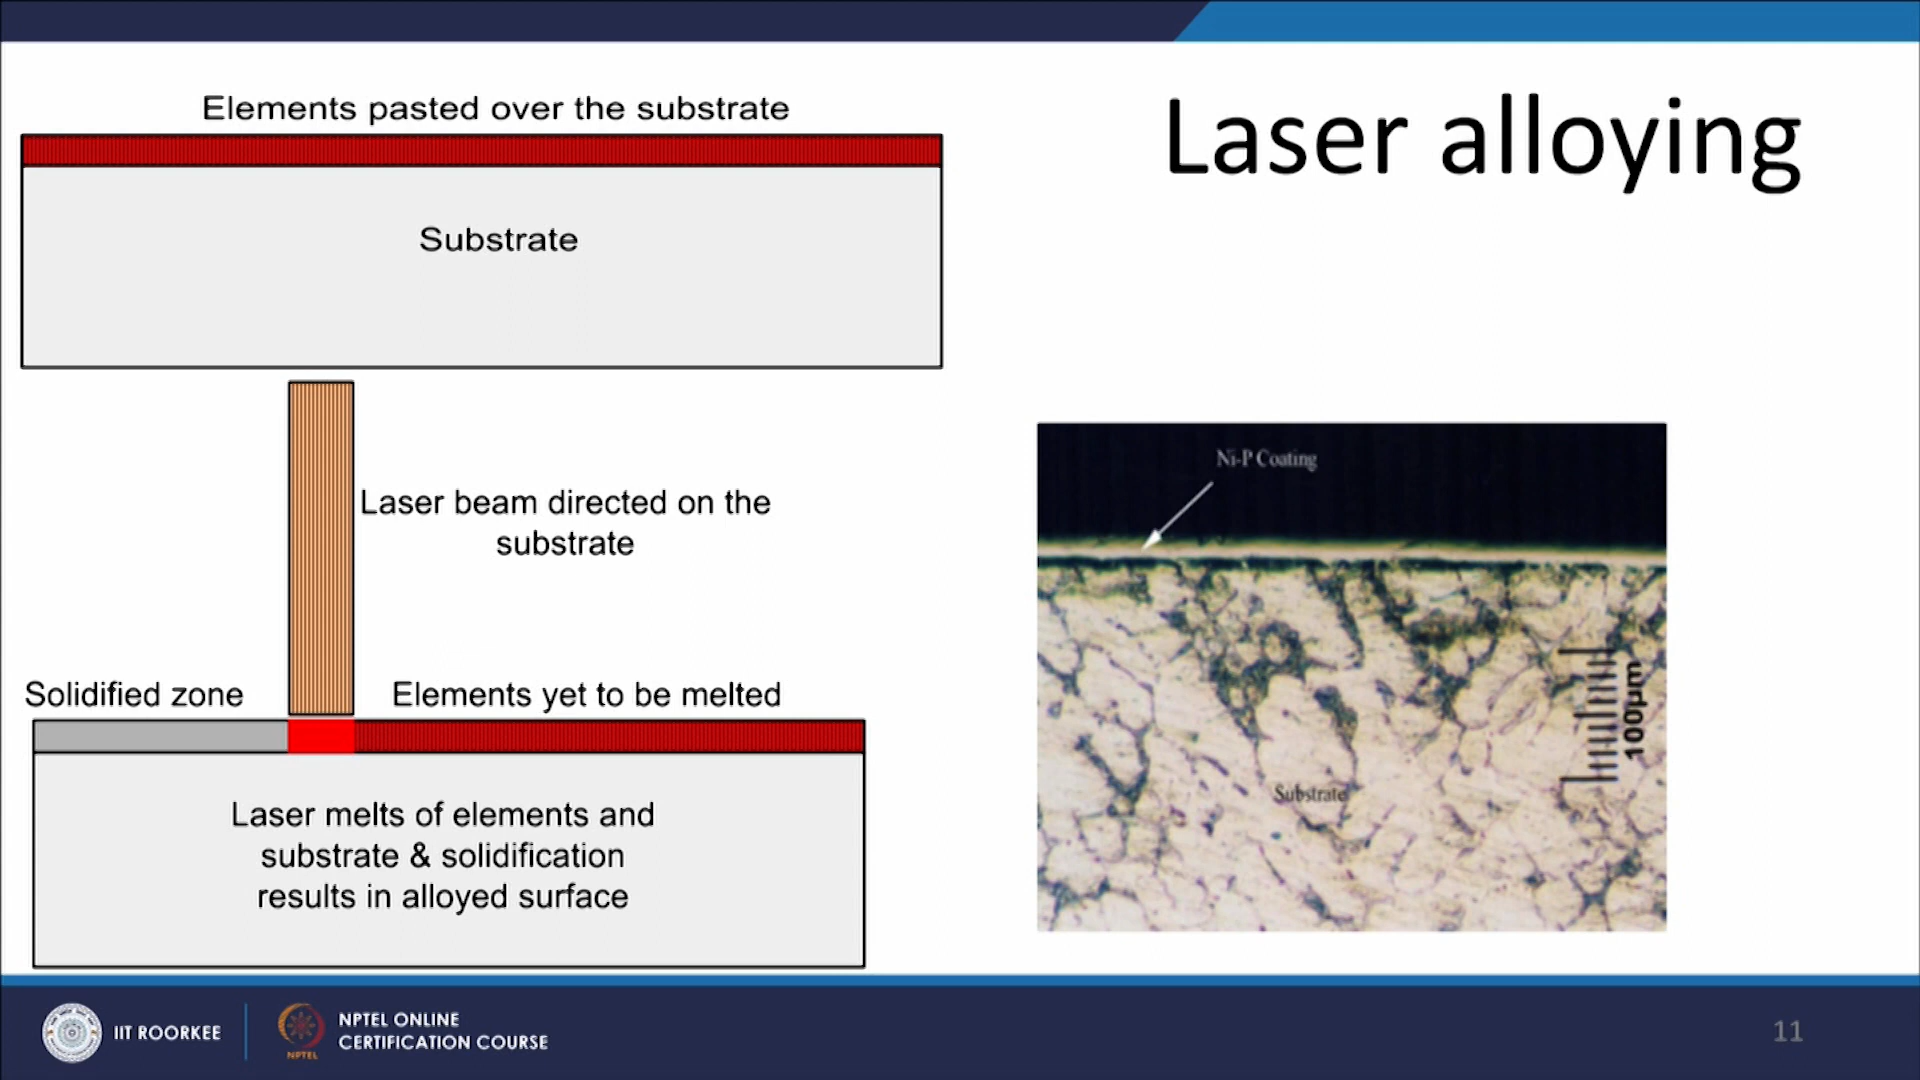 Laser alloying
Elements pasted over the substrate
Substrate
Laser beam directed on the
substrate
Solidified zone
Elements yet to be melted
Laser melts of elements and
substrate & solidification
results in alloyed surface
Ni-P Coating
Substrate
100µm
IIT ROORKEE
NPTEL
NPTEL ONLINE
CERTIFICATION COURSE
11